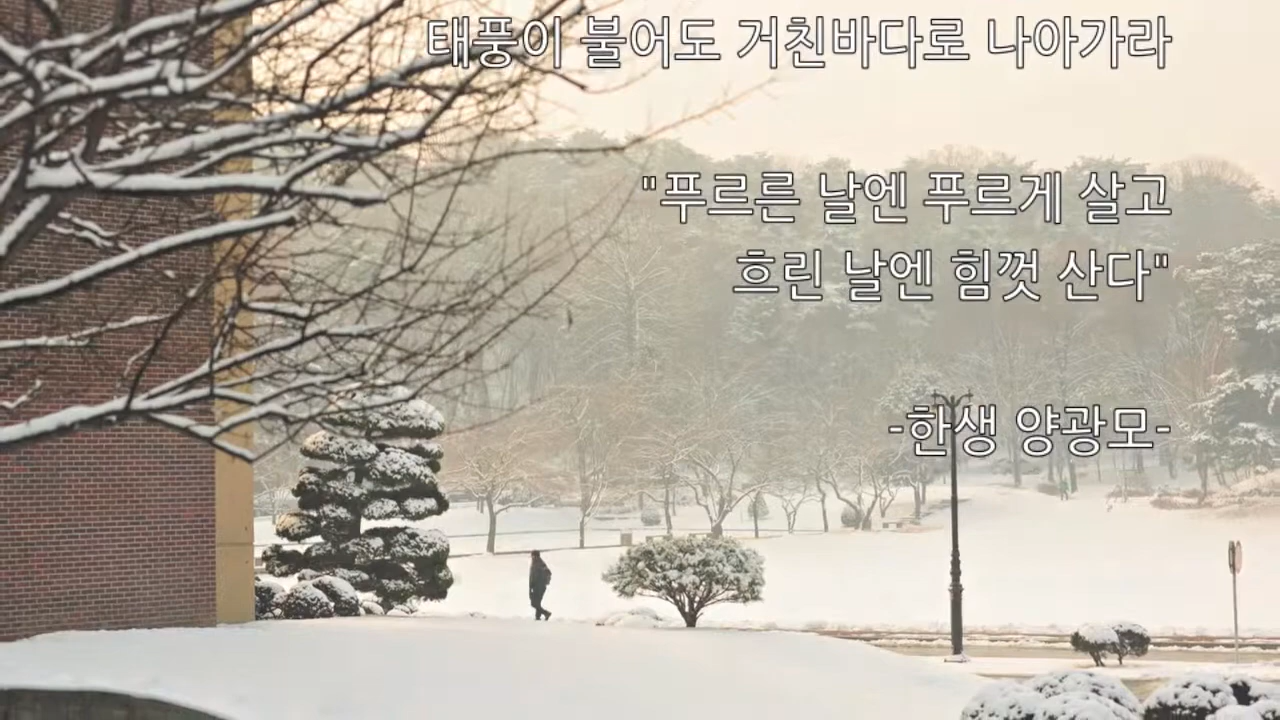 태풍이 불어도 거친바다로 나아가라
"푸르른 날엔 푸르게 살고
흐린 날엔 힘껏 산다"
-한생 양광모-